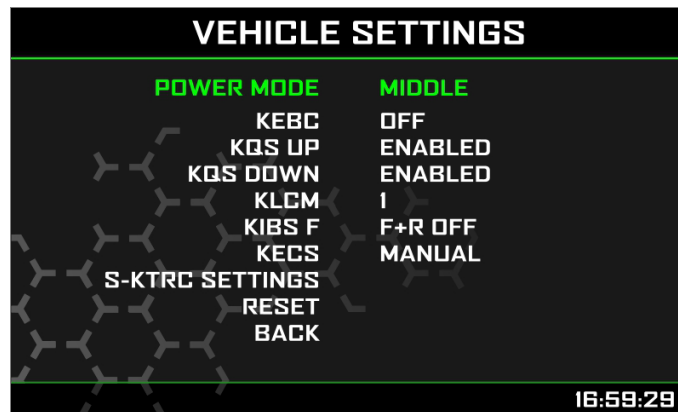 VEHICLE SETTINGS
POWER MODE MIDDLE
KEBC OFF
KQS UP ENABLED
KQS DOWN ENABLED
KLCM 1
KIBS F F+R OFF
KECS MANUAL
S-KTRC SETTINGS
RESET
BACK
16:59:29